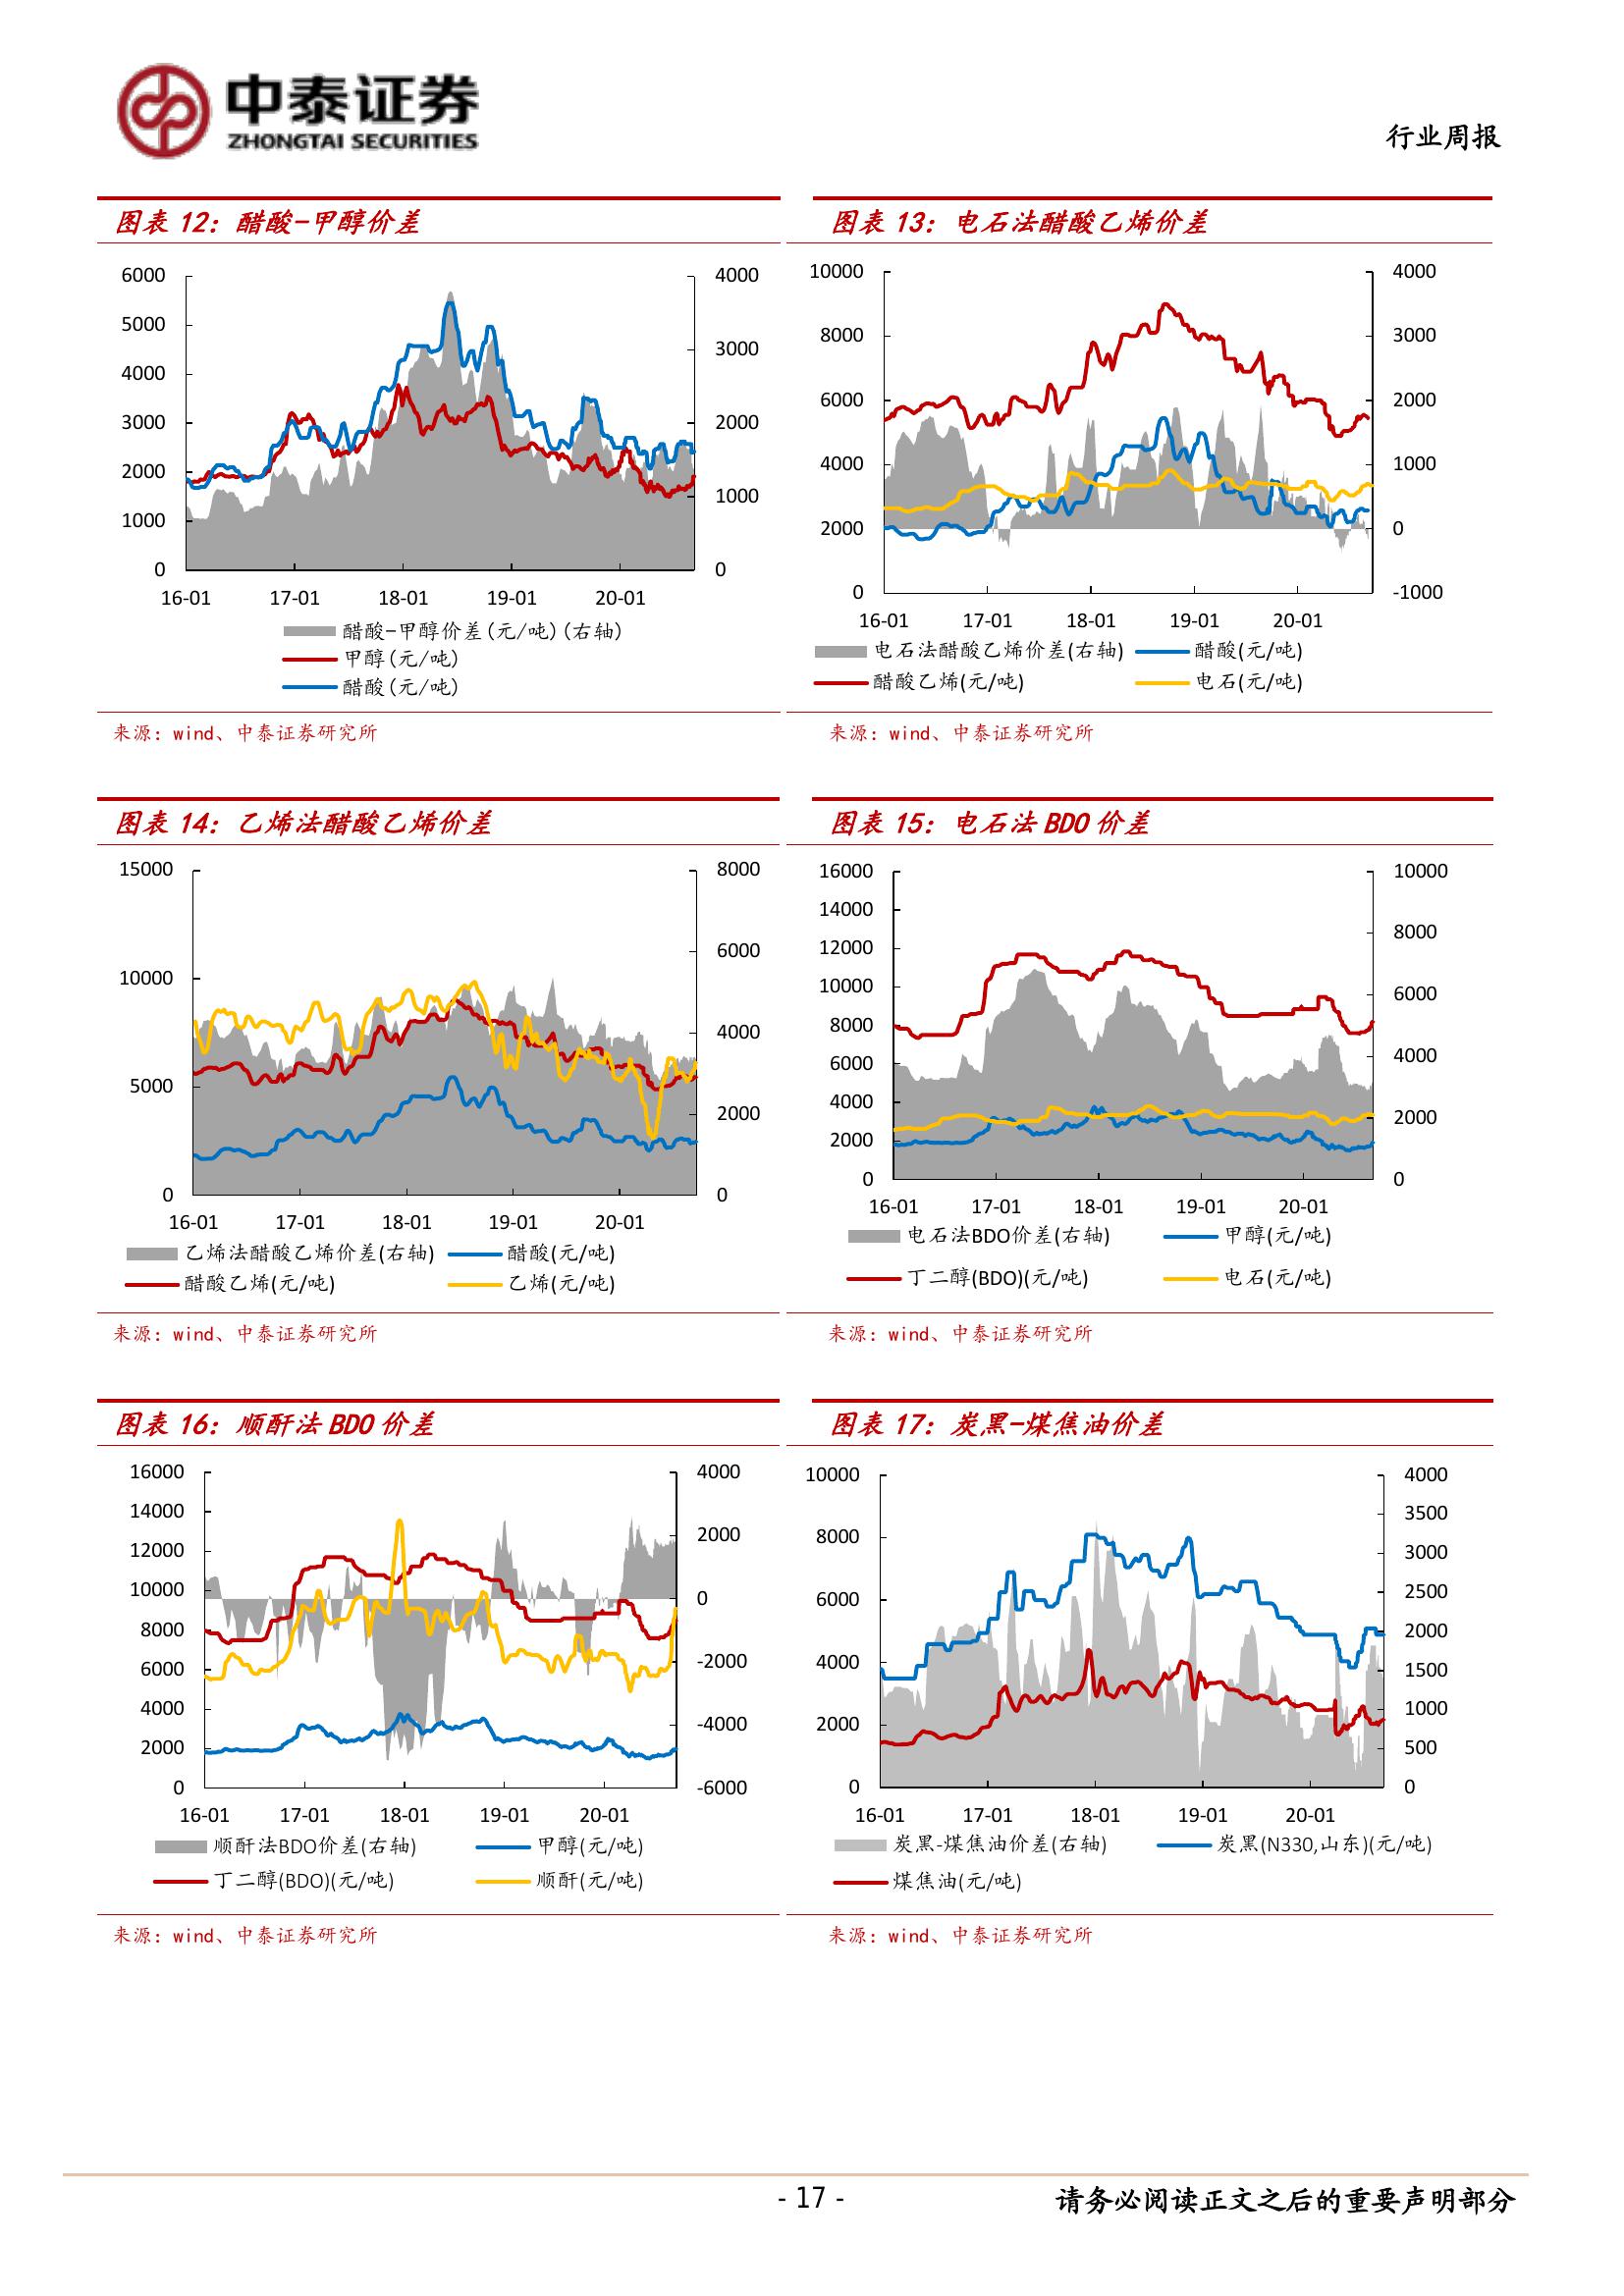 中泰证券
ZHONGTAI SECURITIES
行业周报
图表 12：醋酸-甲醇价差
6000
5000
4000
3000
2000
1000
0
4000
3000
2000
1000
0
16-01 17-01 18-01 19-01 20-01
醋酸-甲醇价差(元/吨)(右轴)
甲醇(元/吨)
醋酸(元/吨)
来源：wind、中泰证券研究所
图表 13：电石法醋酸乙烯价差
10000
8000
6000
4000
2000
0
4000
3000
2000
1000
0
-1000
16-01 17-01 18-01 19-01 20-01
电石法醋酸乙烯价差(右轴) 醋酸(元/吨)
醋酸乙烯(元/吨) 电石(元/吨)
来源：wind、中泰证券研究所
图表 14：乙烯法醋酸乙烯价差
15000
10000
5000
0
8000
6000
4000
2000
0
16-01 17-01 18-01 19-01 20-01
乙烯法醋酸乙烯价差(右轴) 醋酸(元/吨)
醋酸乙烯(元/吨) 乙烯(元/吨)
来源：wind、中泰证券研究所
图表 15：电石法 BDO 价差
16000
14000
12000
10000
8000
6000
4000
2000
0
10000
8000
6000
4000
2000
0
16-01 17-01 18-01 19-01 20-01
电石法BDO价差(右轴) 甲醇(元/吨)
丁二醇(BDO)(元/吨) 电石(元/吨)
来源：wind、中泰证券研究所
图表 16：顺酐法 BDO 价差
16000
14000
12000
10000
8000
6000
4000
2000
0
4000
2000
0
-2000
-4000
-6000
16-01 17-01 18-01 19-01 20-01
顺酐法BDO价差(右轴) 甲醇(元/吨)
丁二醇(BDO)(元/吨) 顺酐(元/吨)
来源：wind、中泰证券研究所
图表 17：炭黑-煤焦油价差
10000
8000
6000
4000
2000
0
4000
3500
3000
2500
2000
1500
1000
500
0
16-01 17-01 18-01 19-01 20-01
炭黑-煤焦油价差(右轴) 炭黑(N330,山东)(元/吨)
煤焦油(元/吨)
来源：wind、中泰证券研究所
- 17 -
请务必阅读正文之后的重要声明部分